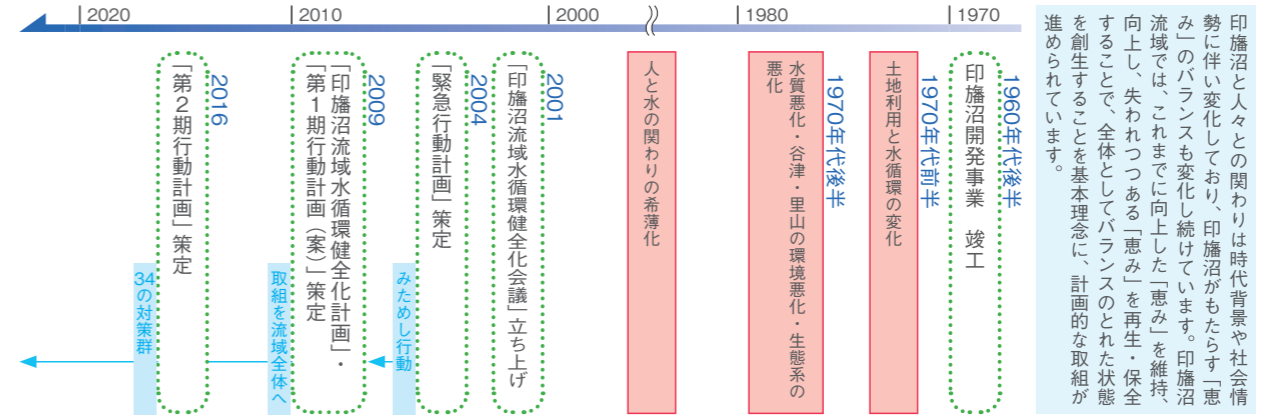 印旛沼と人々との関わりは時代背景や社会情
勢に伴い変化しており、印旛沼がもたらす「恵
み」のバランスも変化し続けています。印旛沼
流域では、これまでに向上した「恵み」を維持、
向上し、失われつつある「恵み」を再生・保全
することで、全体としてバランスのとれた状態
を創生することを基本理念に、計画的な取組が
進められています。
1970
1980
2000
2010
2020
1960年代後半
印旛沼開発事業 竣工
1970年代前半
土地利用と水循環の変化
1970年代後半
水質悪化・谷津・里山の環境悪化・生態系の
悪化
人と水の関わりの希薄化
2001
「印旛沼流域水循環健全化会議」立ち上げ
2004
「緊急行動計画」策定
みためし行動
2009
「印旛沼流域水循環健全化計画」・
「第1期行動計画（案）」策定
取組を流域全体へ
2016
「第2期行動計画」策定
34の対策群